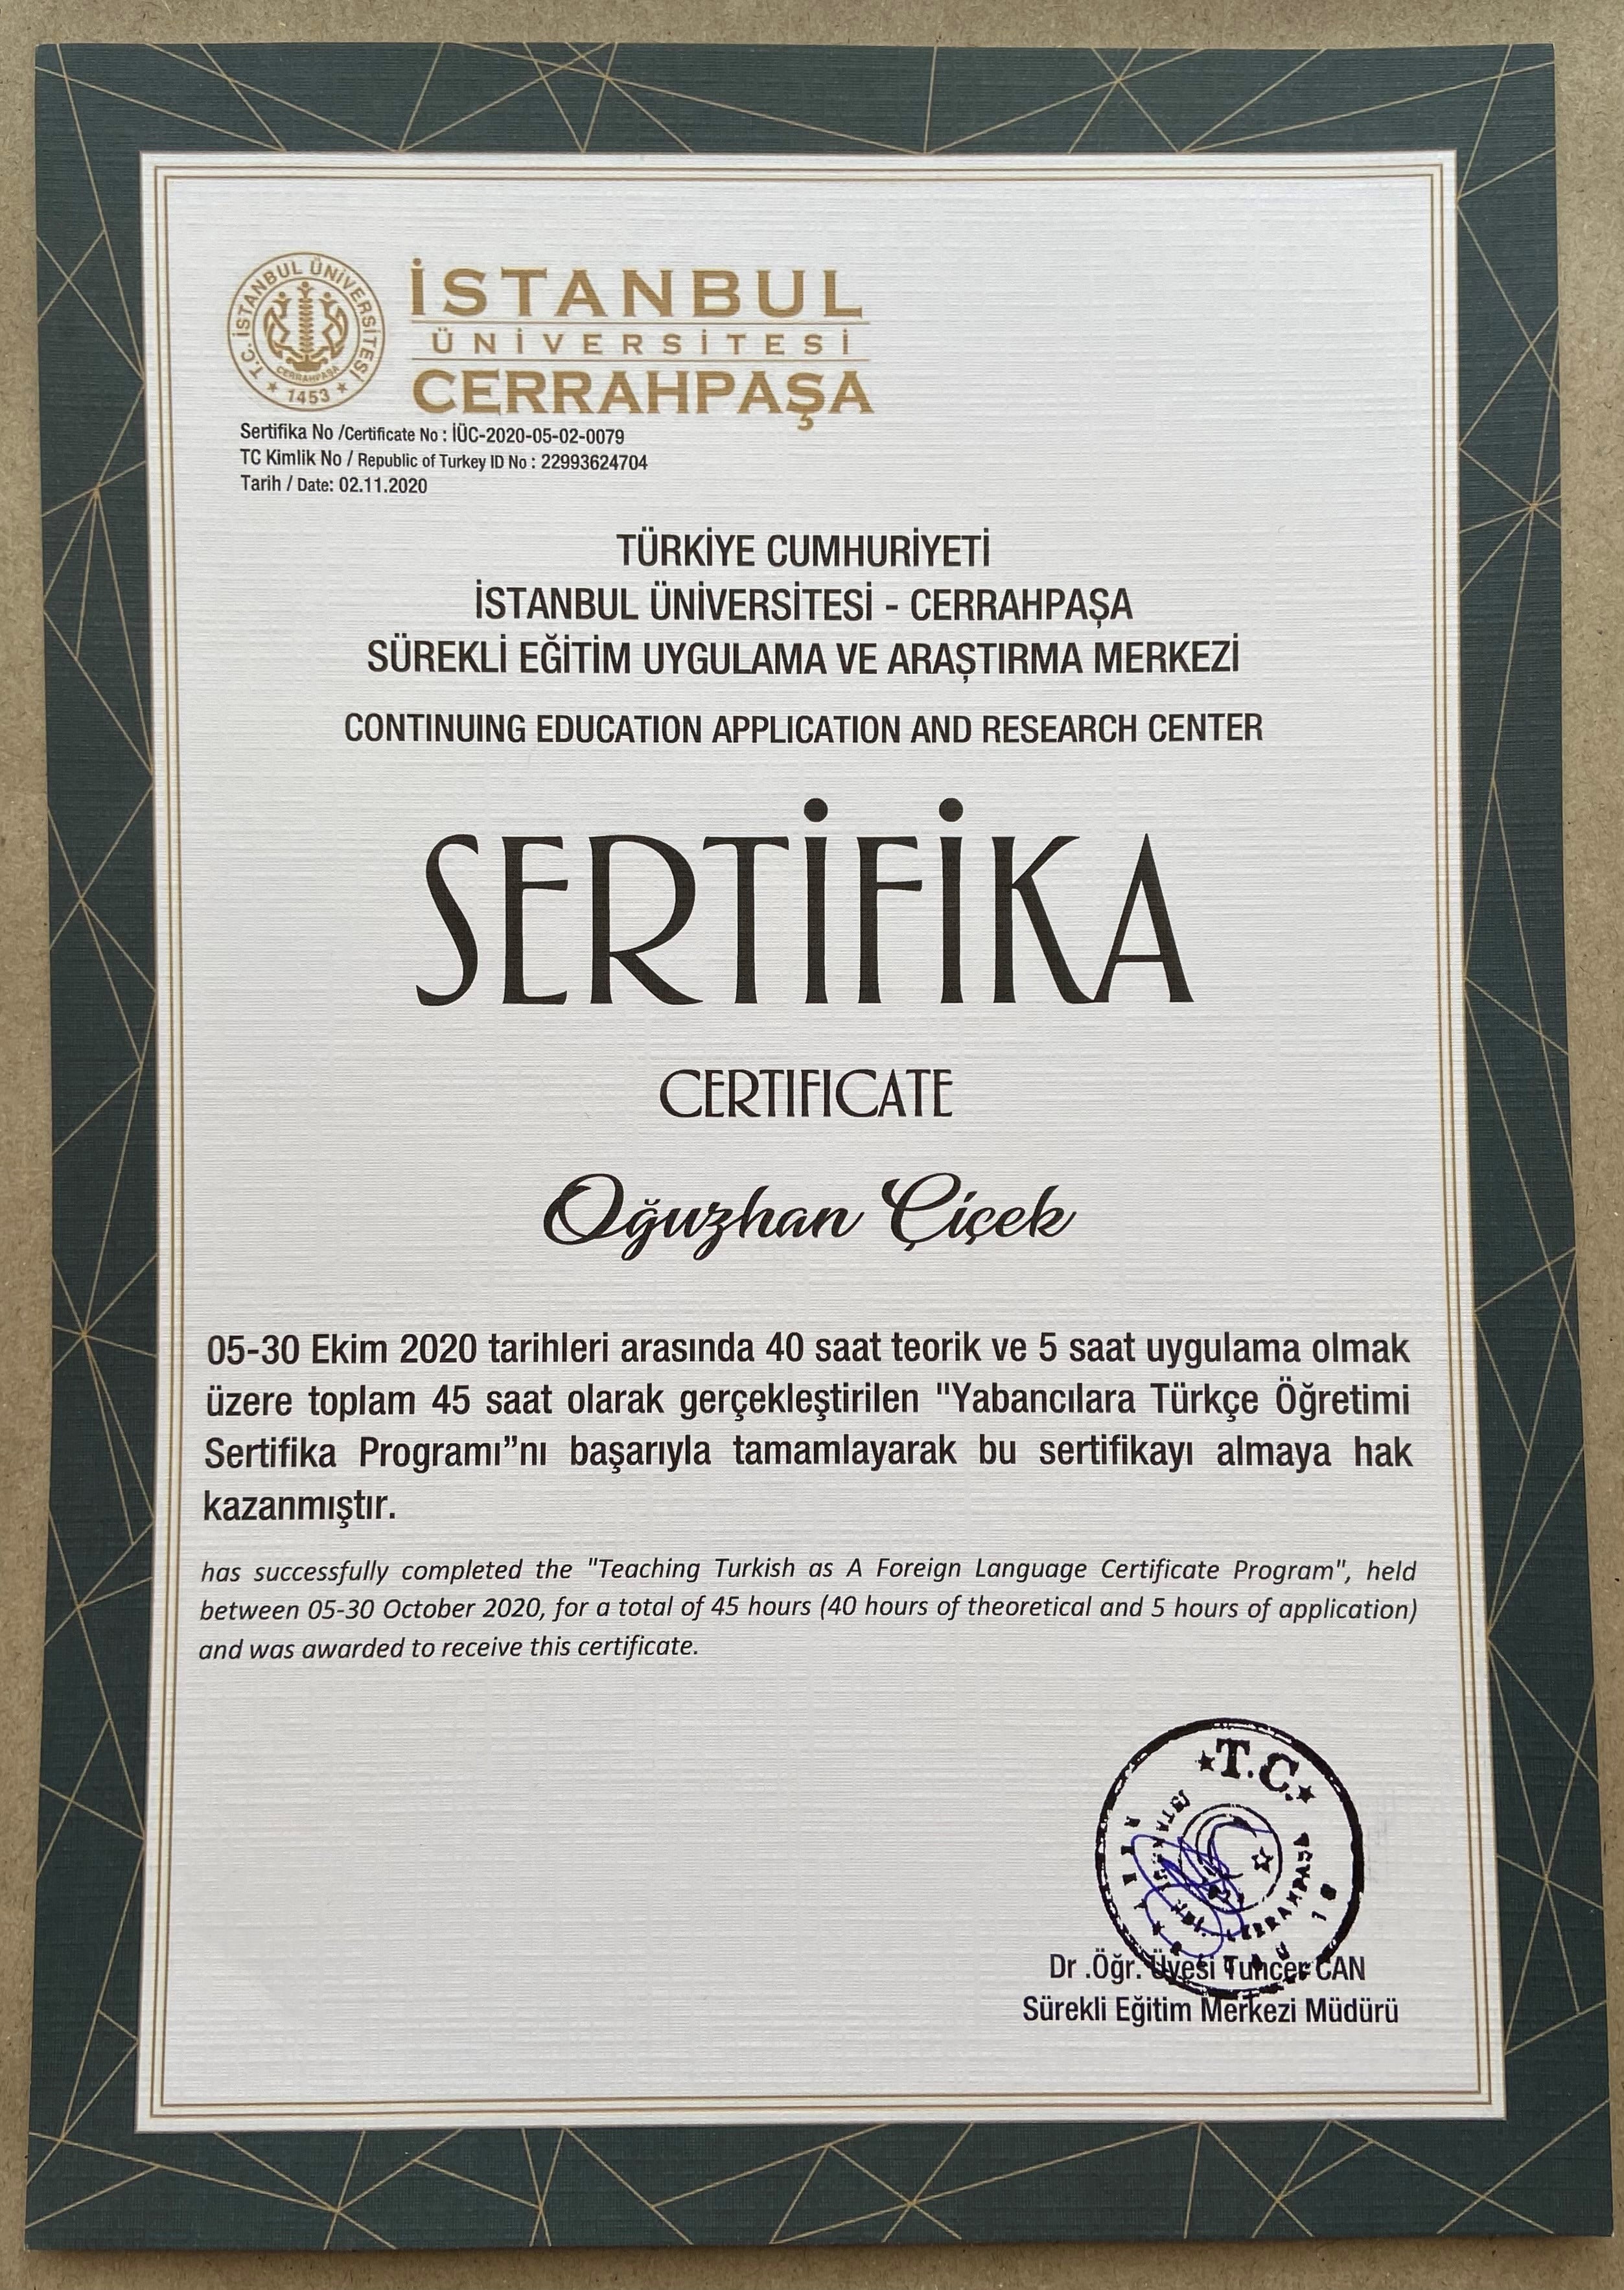 T.C. İSTANBUL ÜNİVERSİTESİ
CERRAHPAŞA
1453
İSTANBUL
ÜNİVERSİTESİ
CERRAHPAŞA
Sertifika No /Certificate No : İÜC-2020-05-02-0079
TC Kimlik No / Republic of Turkey ID No : 22993624704
Tarih / Date: 02.11.2020
TÜRKİYE CUMHURİYETİ
İSTANBUL ÜNİVERSİTESİ - CERRAHPAŞA
SÜREKLİ EĞİTİM UYGULAMA VE ARAŞTIRMA MERKEZİ
CONTINUING EDUCATION APPLICATION AND RESEARCH CENTER
SERTİFİKA
CERTIFICATE
Oğuzhan Çiçek
05-30 Ekim 2020 tarihleri arasında 40 saat teorik ve 5 saat uygulama olmak
üzere toplam 45 saat olarak gerçekleştirilen "Yabancılara Türkçe Öğretimi
Sertifika Programı”nı başarıyla tamamlayarak bu sertifikayı almaya hak
kazanmıştır.
has successfully completed the "Teaching Turkish as A Foreign Language Certificate Program", held
between 05-30 October 2020, for a total of 45 hours (40 hours of theoretical and 5 hours of application)
and was awarded to receive this certificate.
T.C.
CERRAHPAŞA
Dr .Öğr. Üyesi Tuncer CAN
Sürekli Eğitim Merkezi Müdürü